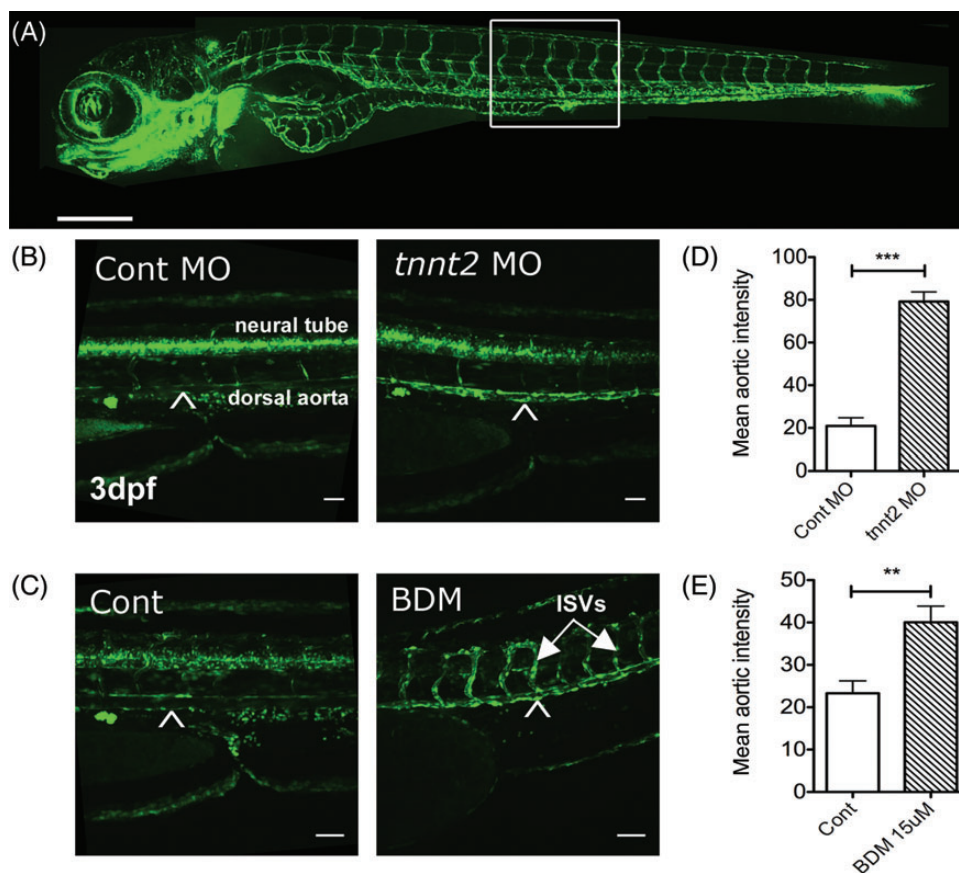 (A)
(B)
Cont MO
neural tube
dorsal aorta
3dpf
tnnt2 MO
(D)
Mean aortic intensity
100
80
60
40
20
0
***
Cont MO
tnnt2 MO
(C)
Cont
BDM
ISVs
(E)
Mean aortic intensity
50
40
30
20
10
0
**
Cont
BDM 15uM